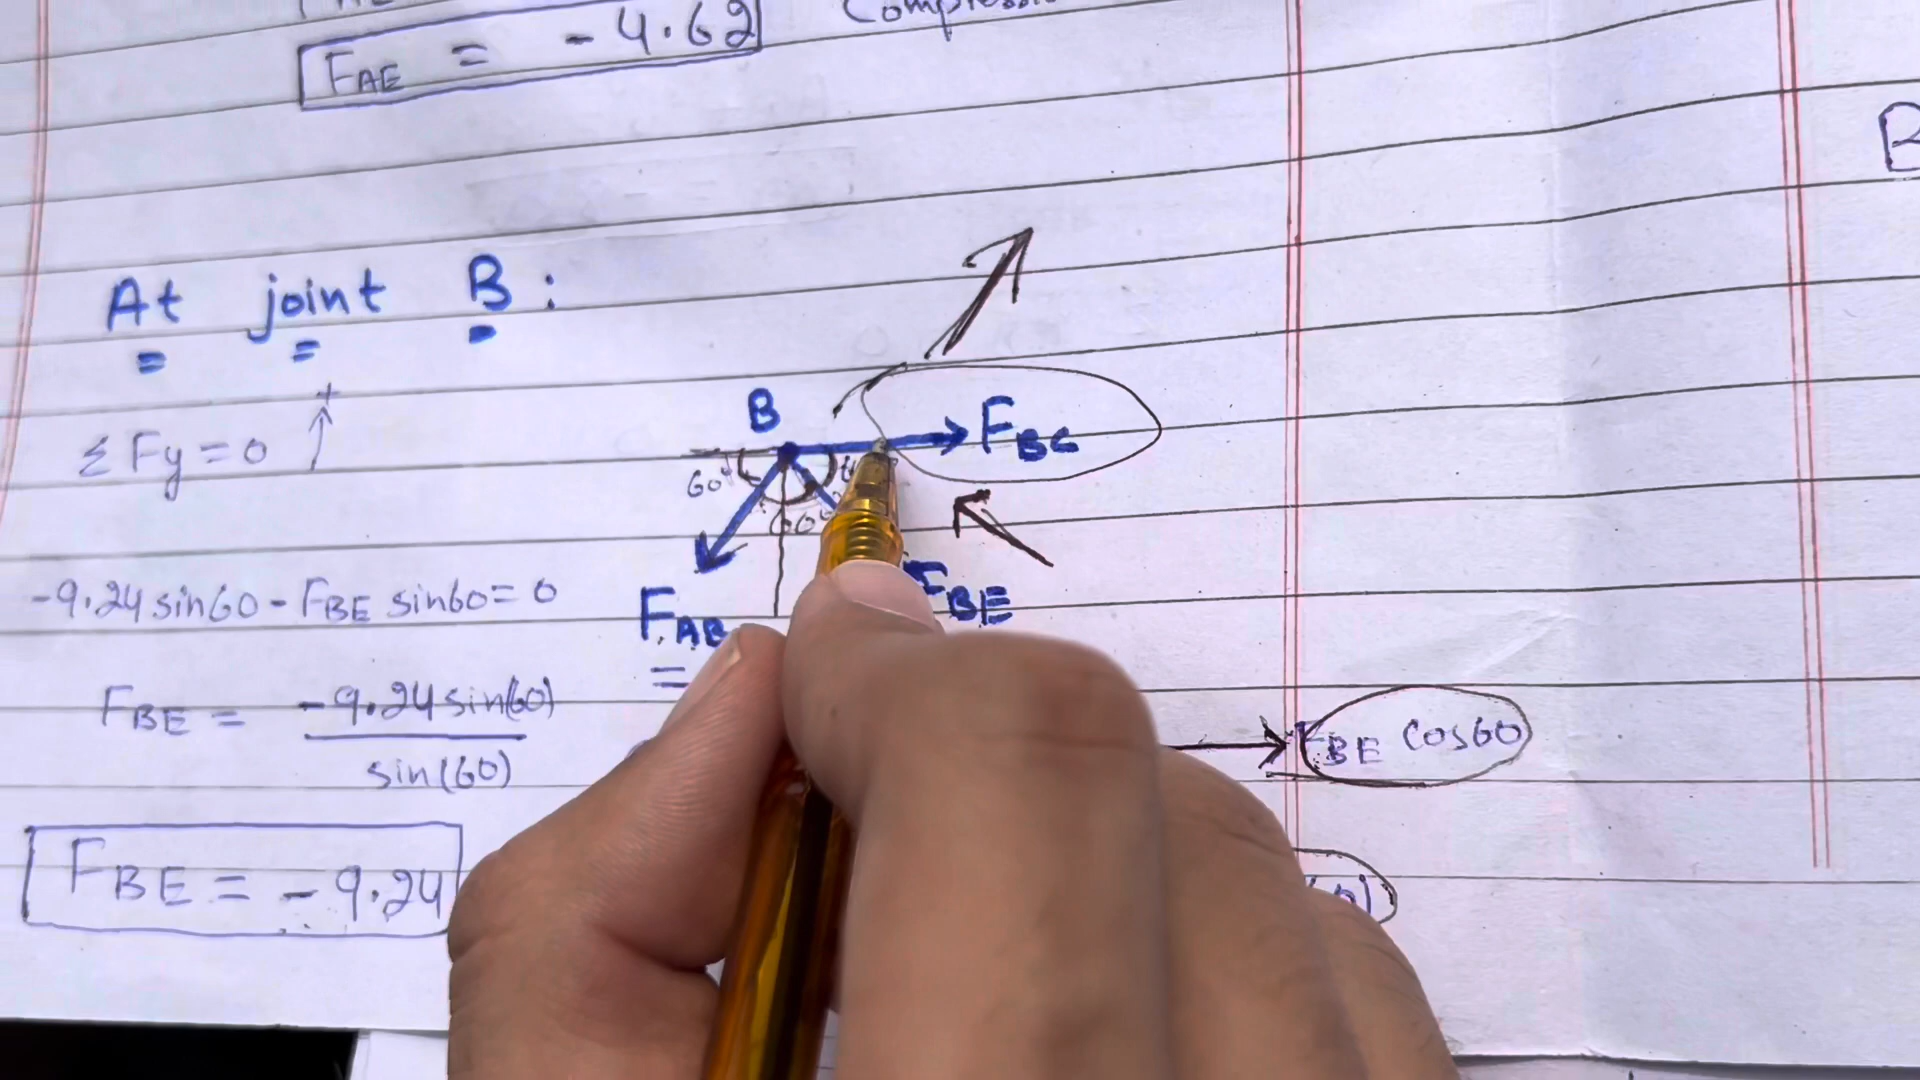 FAE = - 4.62
At joint B :
ΣFy = 0 ↑+
B
FBC
60°
60°
-9.24 sin60 - FBE sin60 = 0
FAB
=
FBE
FBE = -9.24 sin(60)
sin(60)
FBE cos60
FBE = - 9.24